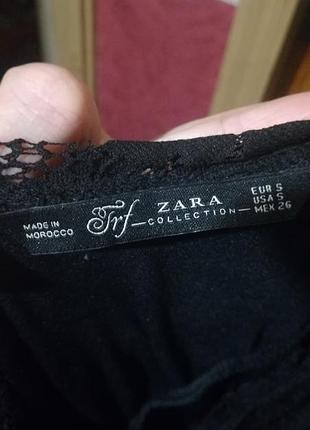 MADE IN
MOROCCO
Trf
ZARA
COLLECTION
EUR S
USA S
MEX 26